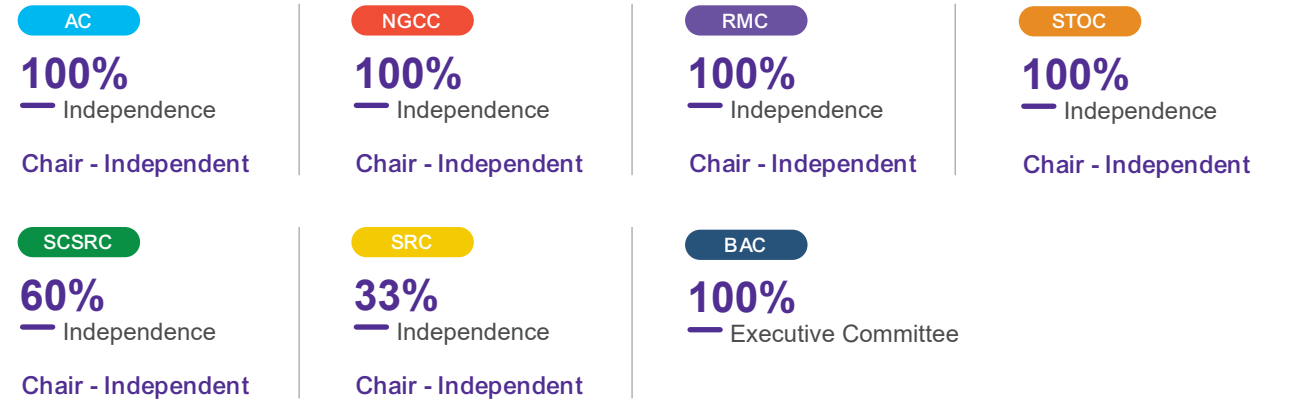 AC
100%
Independence
Chair - Independent
NGCC
100%
Independence
Chair - Independent
RMC
100%
Independence
Chair - Independent
STOC
100%
Independence
Chair - Independent
SCSRC
60%
Independence
Chair - Independent
SRC
33%
Independence
Chair - Independent
BAC
100%
Executive Committee